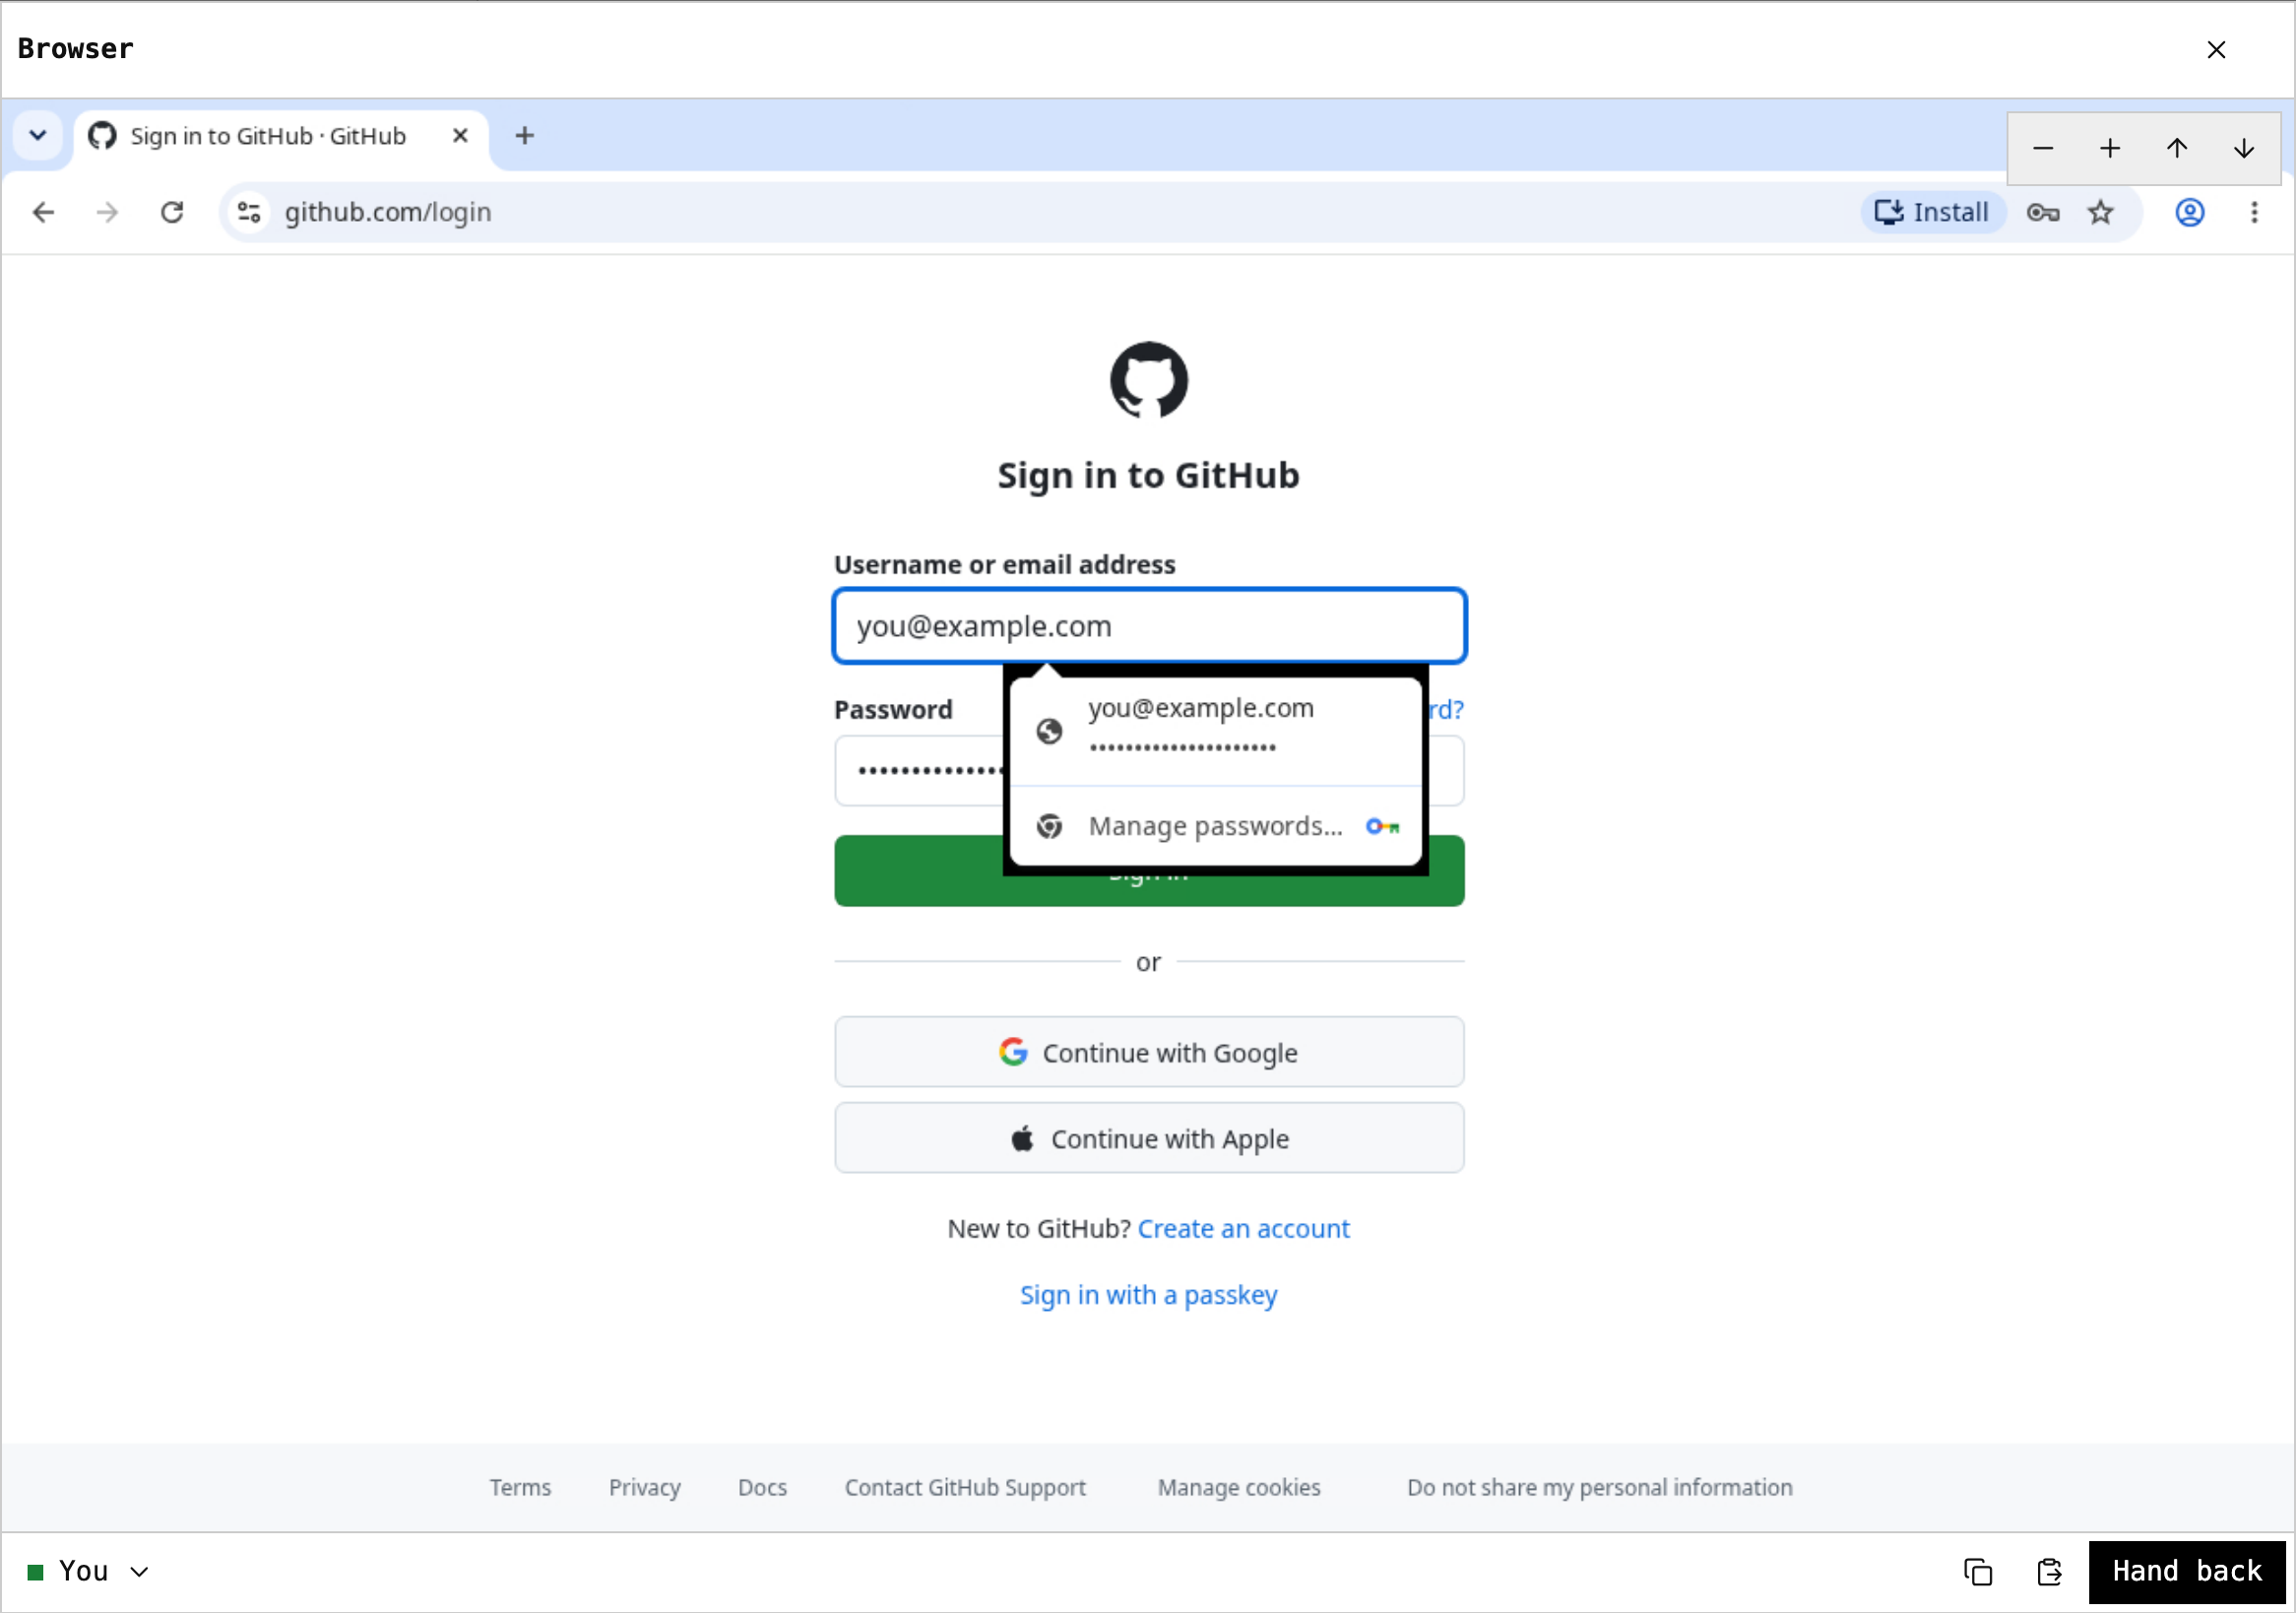 Browser
Sign in to GitHub · GitHub
github.com/login
Install
Sign in to GitHub
Username or email address
you@example.com
you@example.com
•••••••••••••••••••••
Password
rd?
••••••••••••••
Manage passwords...
Sign in
or
Continue with Google
Continue with Apple
New to GitHub? Create an account
Sign in with a passkey
Terms Privacy Docs Contact GitHub Support Manage cookies Do not share my personal information
You
Hand back